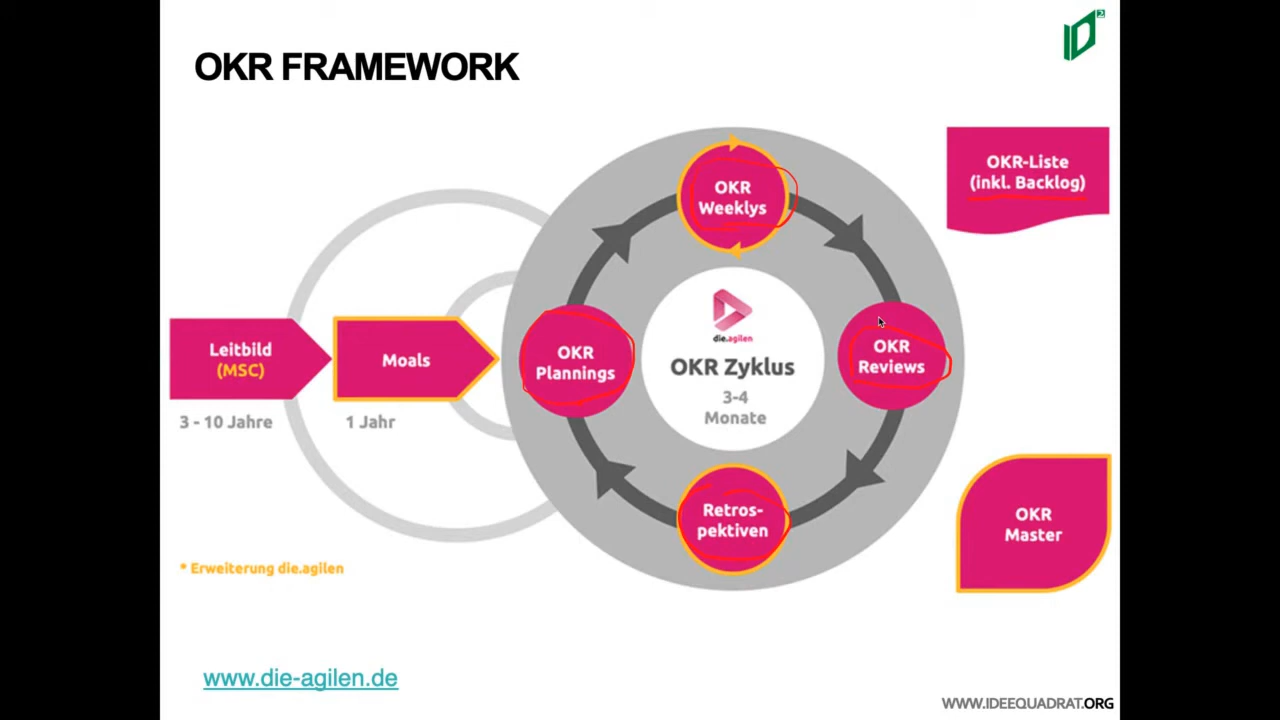 OKR FRAMEWORK
OKR
Weeklys
OKR-Liste
(inkl. Backlog)
Leitbild
(MSC)
3 - 10 Jahre
Moals
1 Jahr
OKR
Plannings
die.agilen
OKR Zyklus
3-4
Monate
OKR
Reviews
Retros-
pektiven
OKR
Master
* Erweiterung die.agilen
www.die-agilen.de
WWW.IDEEQUADRAT.ORG
ID2